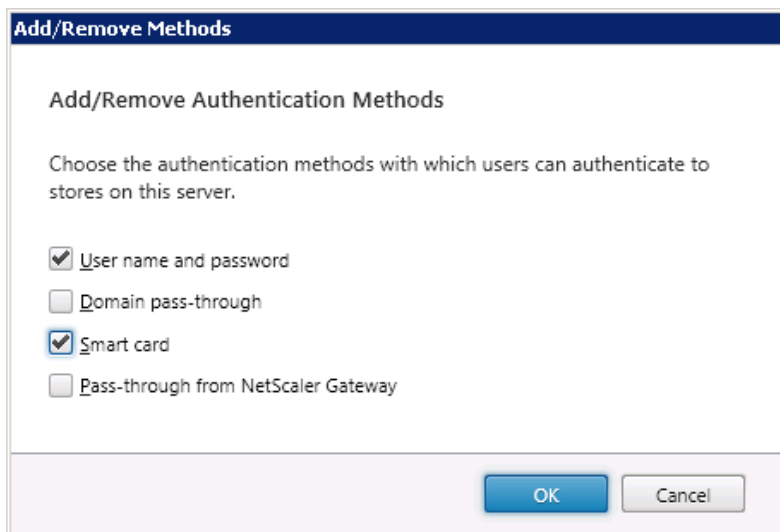 Add/Remove Methods
Add/Remove Authentication Methods
Choose the authentication methods with which users can authenticate to
stores on this server.
User name and password
Domain pass-through
Smart card
Pass-through from NetScaler Gateway
OK
Cancel